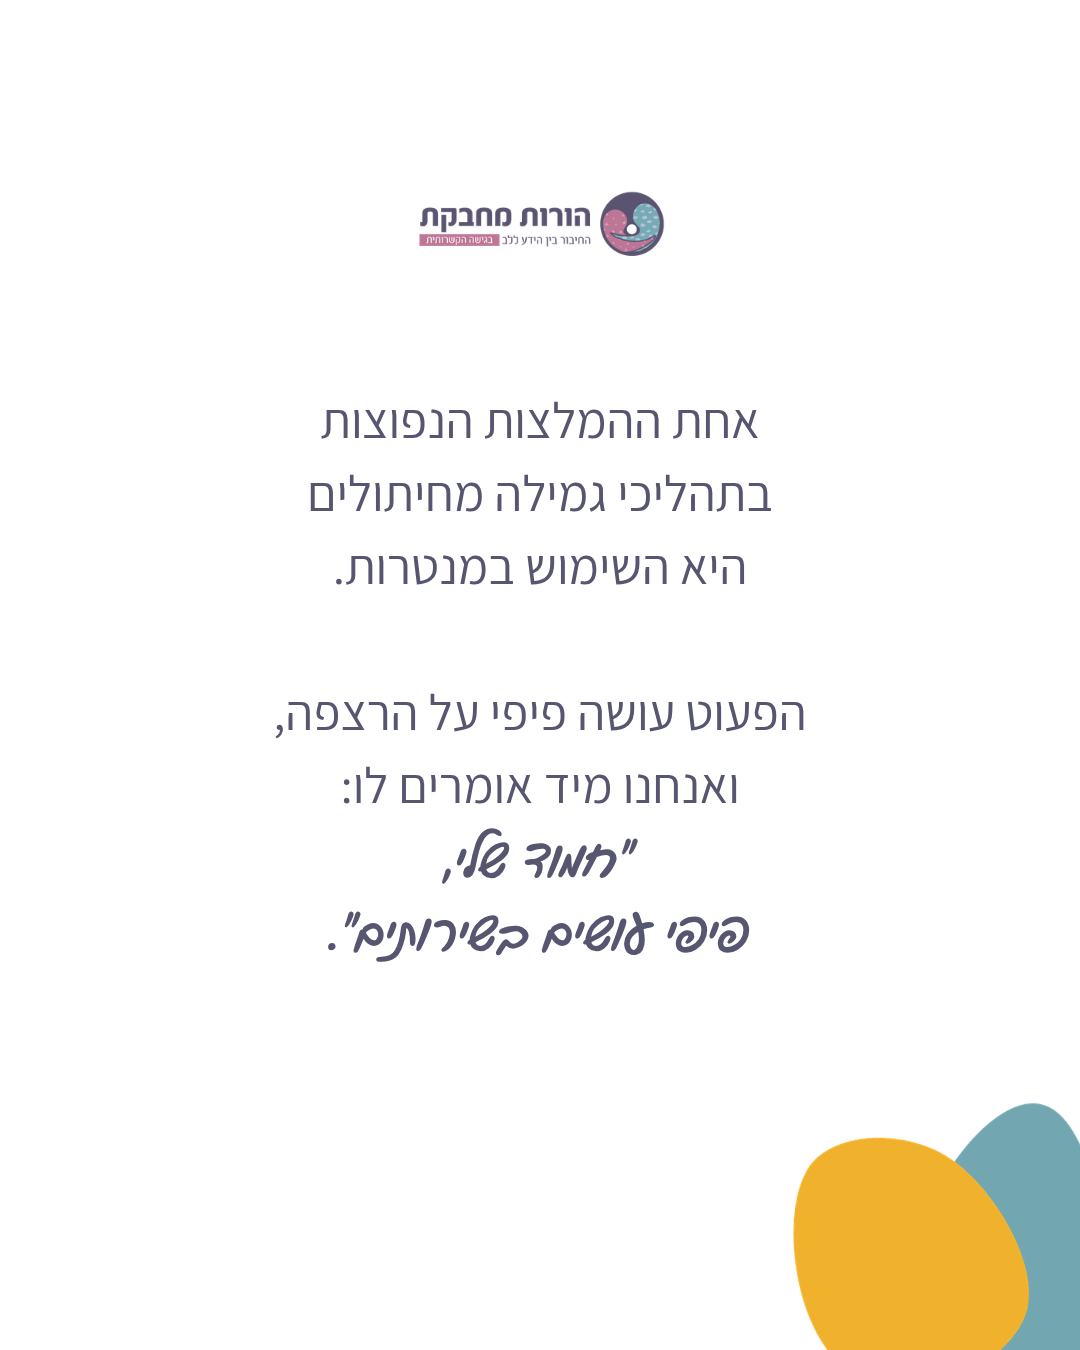 הורות מחבקת
החיבור בין הידע ללב בגישה הקשרותית
אחת ההמלצות הנפוצות
בתהליכי גמילה מחיתולים
היא השימוש במנטרות.
הפעוט עושה פיפי על הרצפה,
ואנחנו מיד אומרים לו:
"חמוד שלי,
פיפי עושים בשירותים".